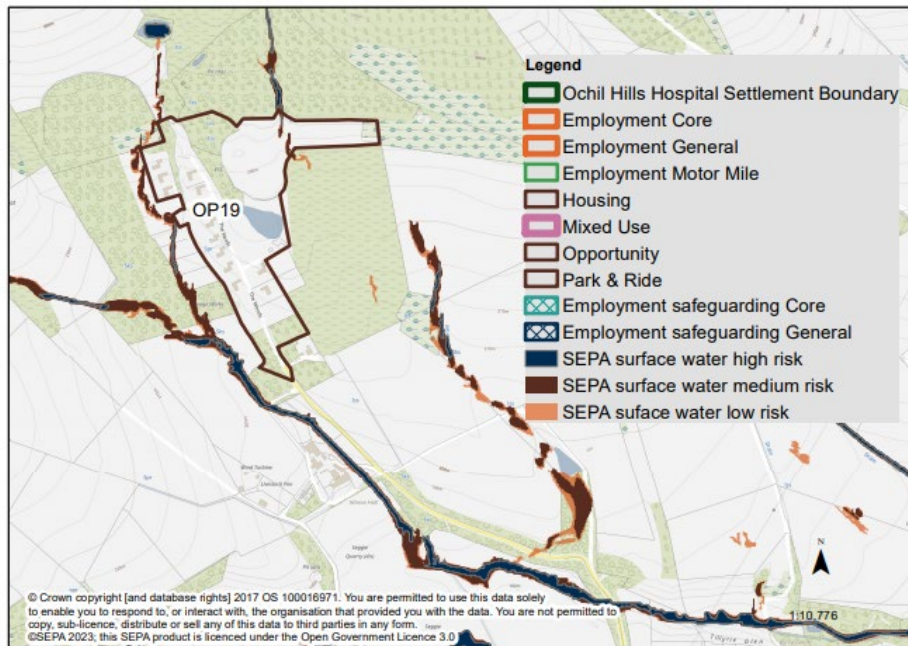 Legend
Ochil Hills Hospital Settlement Boundary
Employment Core
Employment General
Employment Motor Mile
Housing
Mixed Use
Opportunity
Park & Ride
Employment safeguarding Core
Employment safeguarding General
SEPA surface water high risk
SEPA surface water medium risk
SEPA suface water low risk
OP19
N
1:10,776
© Crown copyright [and database rights] 2017 OS 100016971. You are permitted to use this data solely
to enable you to respond to, or interact with, the organisation that provided you with the data. You are not permitted to
copy, sub-licence, distribute or sell any of this data to third parties in any form.
©SEPA 2023; this SEPA product is licenced under the Open Government Licence 3.0